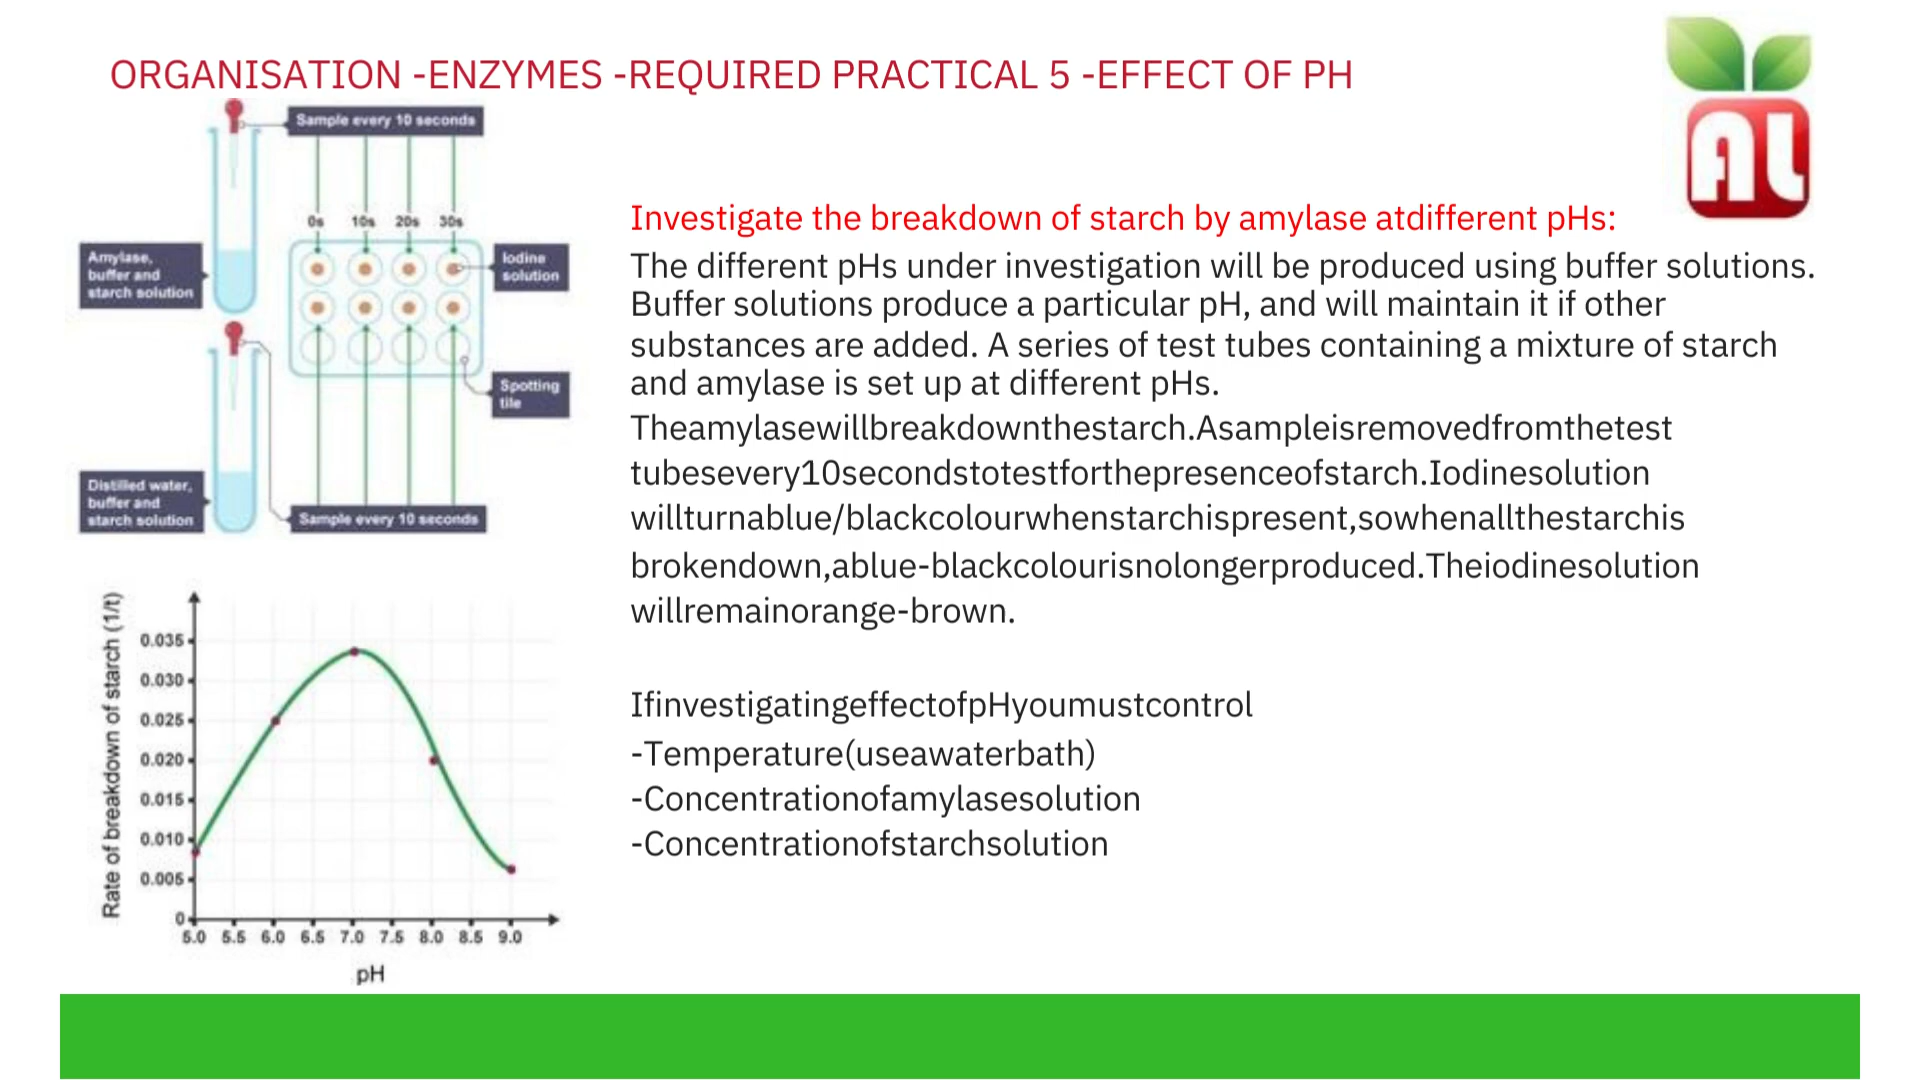 ORGANISATION -ENZYMES -REQUIRED PRACTICAL 5 -EFFECT OF PH
AL
Sample every 10 seconds
0s 10s 20s 30s
Amylase,
buffer and
starch solution
Iodine
solution
Spotting
tile
Distilled water,
buffer and
starch solution
Sample every 10 seconds
Investigate the breakdown of starch by amylase atdifferent pHs:
The different pHs under investigation will be produced using buffer solutions.
Buffer solutions produce a particular pH, and will maintain it if other
substances are added. A series of test tubes containing a mixture of starch
and amylase is set up at different pHs.
Theamylasewillbreakdownthestarch.Asampleisremovedfromthetest
tubesevery10secondstotestforthepresenceofstarch.Iodinesolution
willturnablue/blackcolourwhenstarchispresent,sowhenallthestarchis
brokendown,ablue-blackcolourisnolongerproduced.Theiodinesolution
willremainorange-brown.
IfinvestigatingeffectofpHyoumustcontrol
-Temperature(useawaterbath)
-Concentrationofamylasesolution
-Concentrationofstarchsolution
Rate of breakdown of starch (1/t)
0.035
0.030
0.025
0.020
0.015
0.010
0.005
0
5.0 5.5 6.0 6.5 7.0 7.5 8.0 8.5 9.0
pH